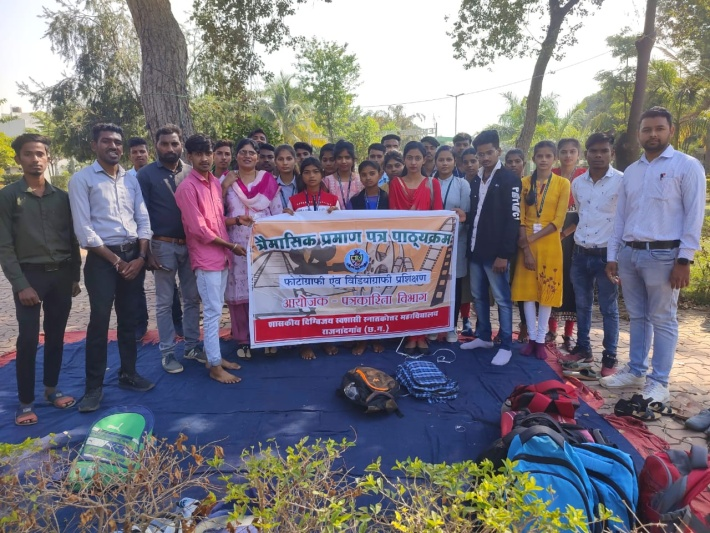 त्रैमासिक प्रमाण पत्र पाठ्यक्रम
फोटोग्राफी एंव विडियोग्राफी प्रशिक्षण
आयोजक पत्रकारिता विभाग
शासकीय दिग्विजय स्वशासी स्नातकोत्तर महाविद्यालय
राजनांदगांव (छ.ग.)